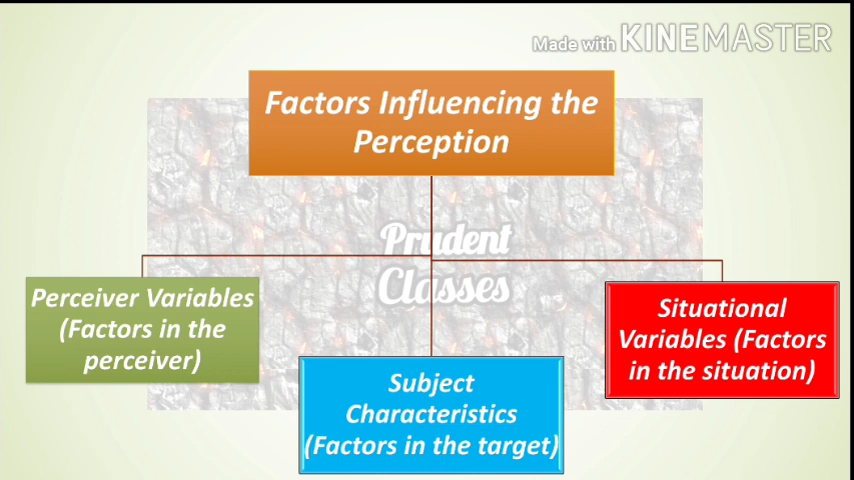 Made with KINEMASTER
Factors Influencing the
Perception
Prudent
Classes
Perceiver Variables
(Factors in the
perceiver)
Subject
Characteristics
(Factors in the target)
Situational
Variables (Factors
in the situation)